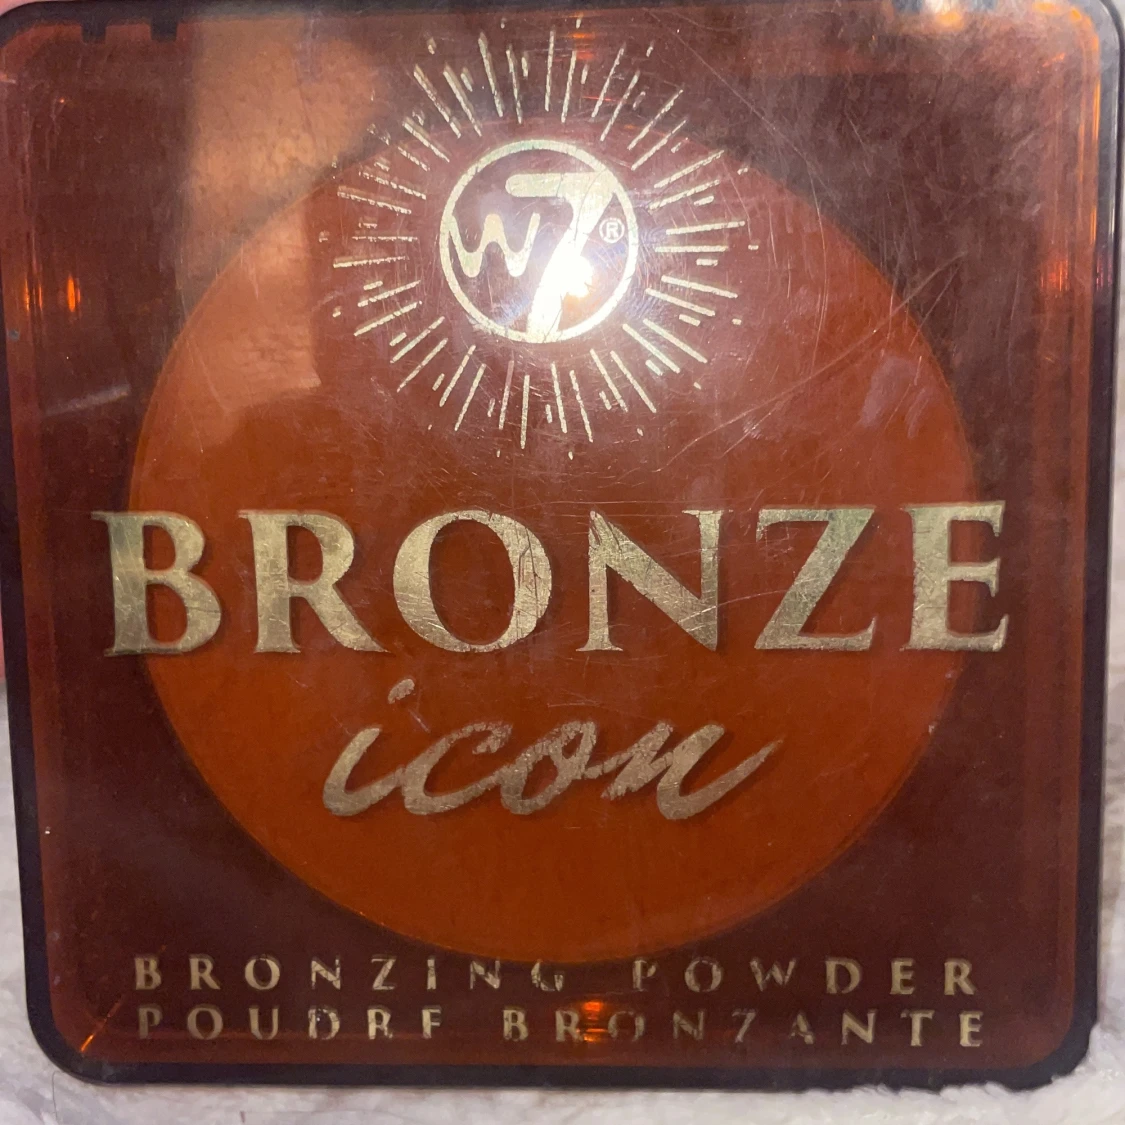 W7®
BRONZE
icon
BRONZING POWDER
POUDRE BRONZANTE